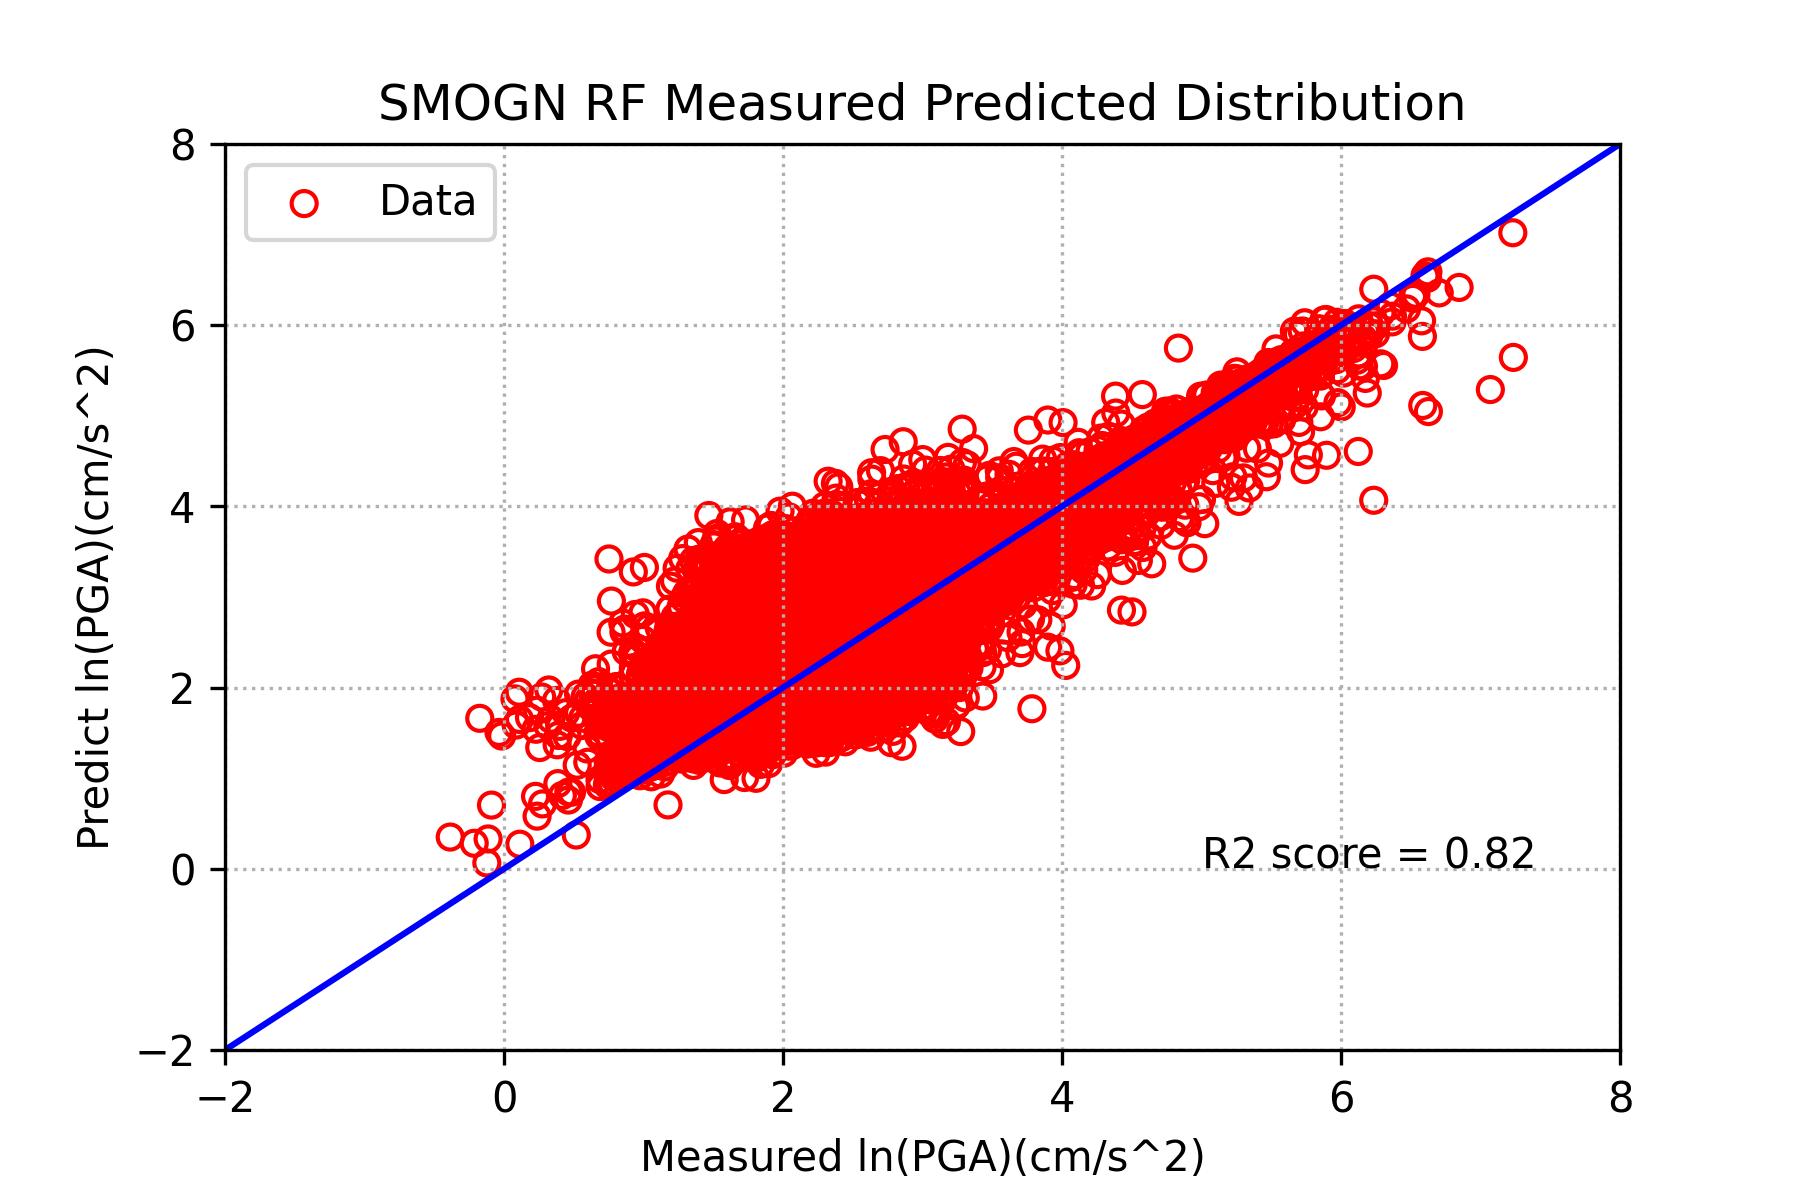 SMOGN RF Measured Predicted Distribution
Data
8
6
4
2
0
−2
Predict ln(PGA)(cm/s^2)
R2 score = 0.82
−2 0 2 4 6 8
Measured ln(PGA)(cm/s^2)